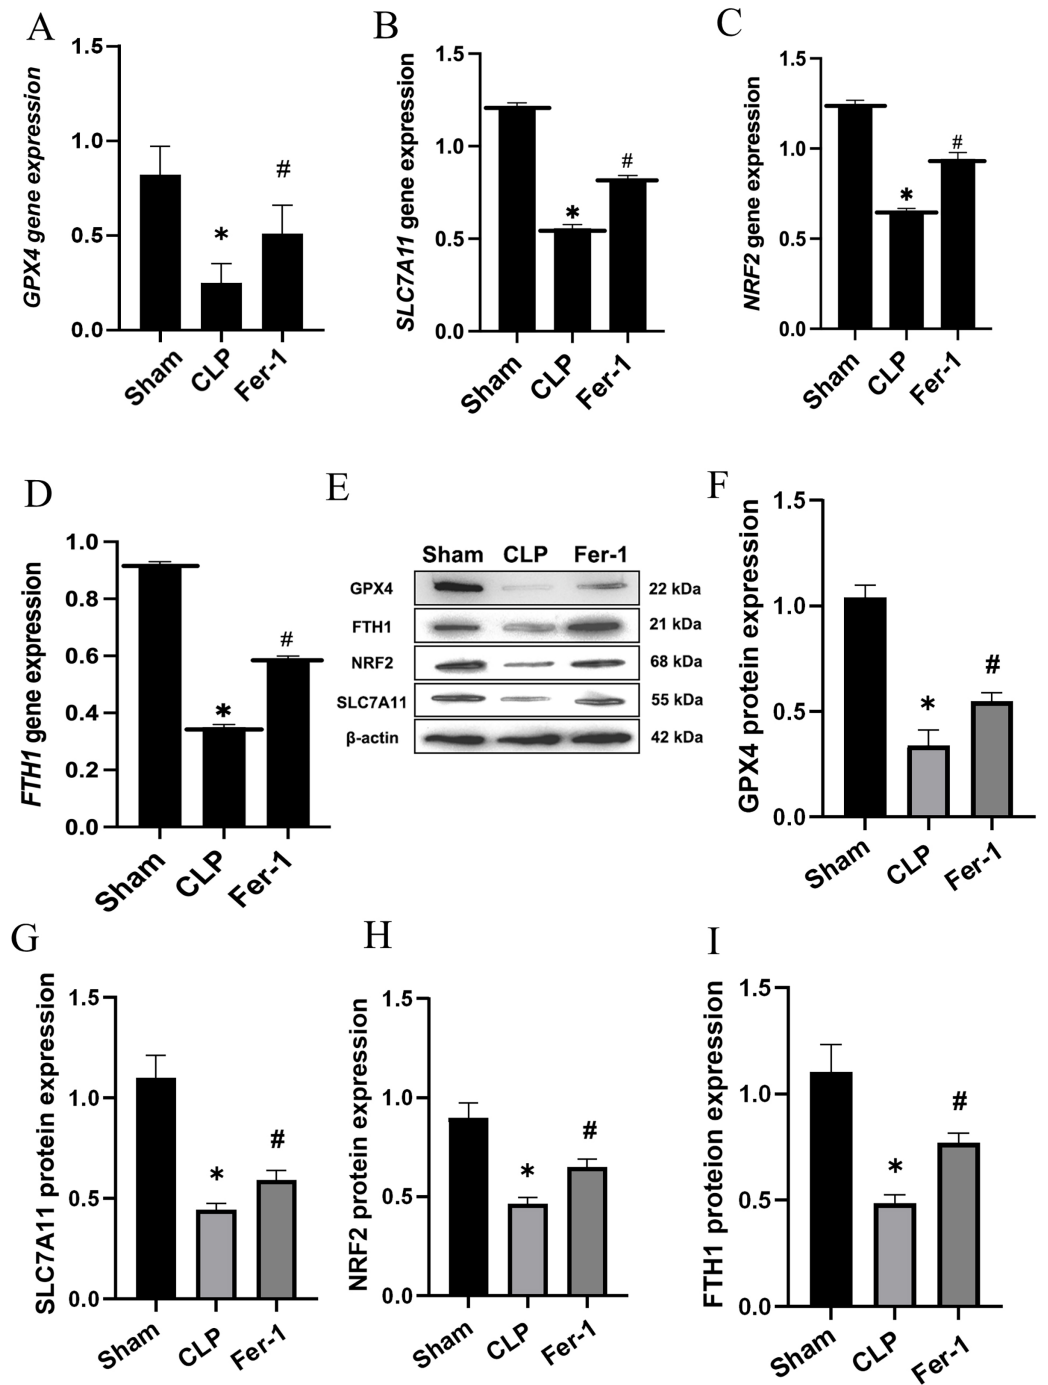 A
GPX4 gene expression
1.5
1.0
0.5
0.0
*
#
Sham
CLP
Fer-1
B
SLC7A11 gene expression
1.5
1.0
0.5
0.0
*
#
Sham
CLP
Fer-1
C
NRF2 gene expression
1.5
1.0
0.5
0.0
*
#
Sham
CLP
Fer-1
D
FTH1 gene expression
1.0
0.8
0.6
0.4
0.2
0.0
*
#
Sham
CLP
Fer-1
E
Sham CLP Fer-1
GPX4 22 kDa
FTH1 21 kDa
NRF2 68 kDa
SLC7A11 55 kDa
β-actin 42 kDa
F
GPX4 protein expression
1.5
1.0
0.5
0.0
*
#
Sham
CLP
Fer-1
G
SLC7A11 protein expression
1.5
1.0
0.5
0.0
*
#
Sham
CLP
Fer-1
H
NRF2 protein expression
1.5
1.0
0.5
0.0
*
#
Sham
CLP
Fer-1
I
FTH1 proteion expression
1.5
1.0
0.5
0.0
*
#
Sham
CLP
Fer-1